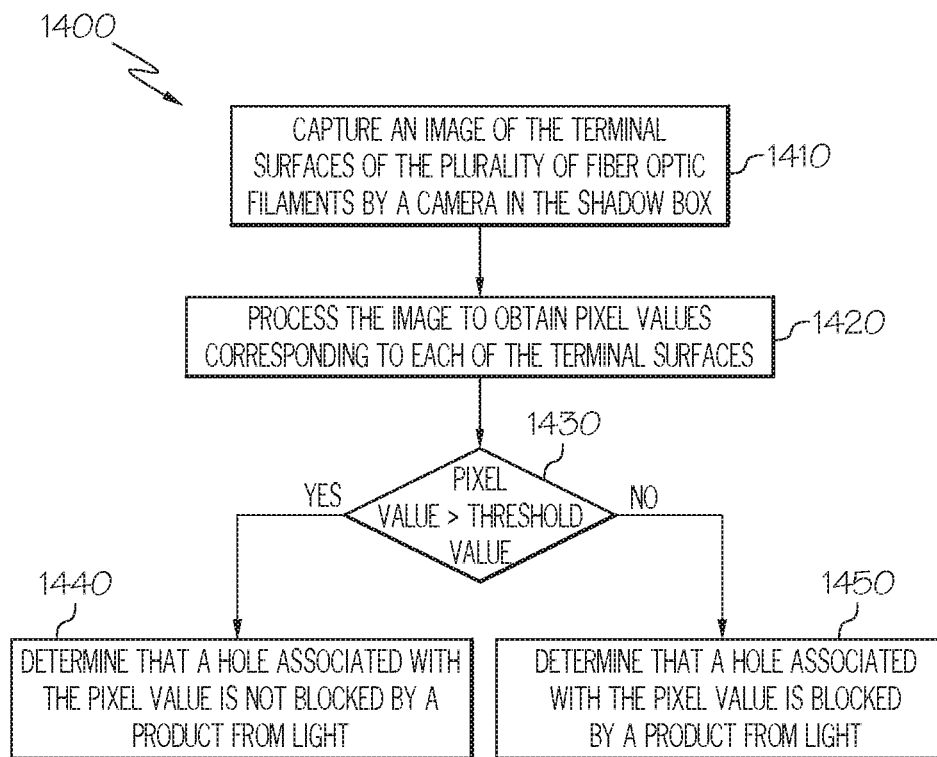 1400
CAPTURE AN IMAGE OF THE TERMINAL
SURFACES OF THE PLURALITY OF FIBER OPTIC
FILAMENTS BY A CAMERA IN THE SHADOW BOX
1410
PROCESS THE IMAGE TO OBTAIN PIXEL VALUES
CORRESPONDING TO EACH OF THE TERMINAL SURFACES
1420
1430
PIXEL
VALUE > THRESHOLD
VALUE
YES
NO
1440
DETERMINE THAT A HOLE ASSOCIATED WITH
THE PIXEL VALUE IS NOT BLOCKED BY A
PRODUCT FROM LIGHT
1450
DETERMINE THAT A HOLE ASSOCIATED
WITH THE PIXEL VALUE IS BLOCKED
BY A PRODUCT FROM LIGHT